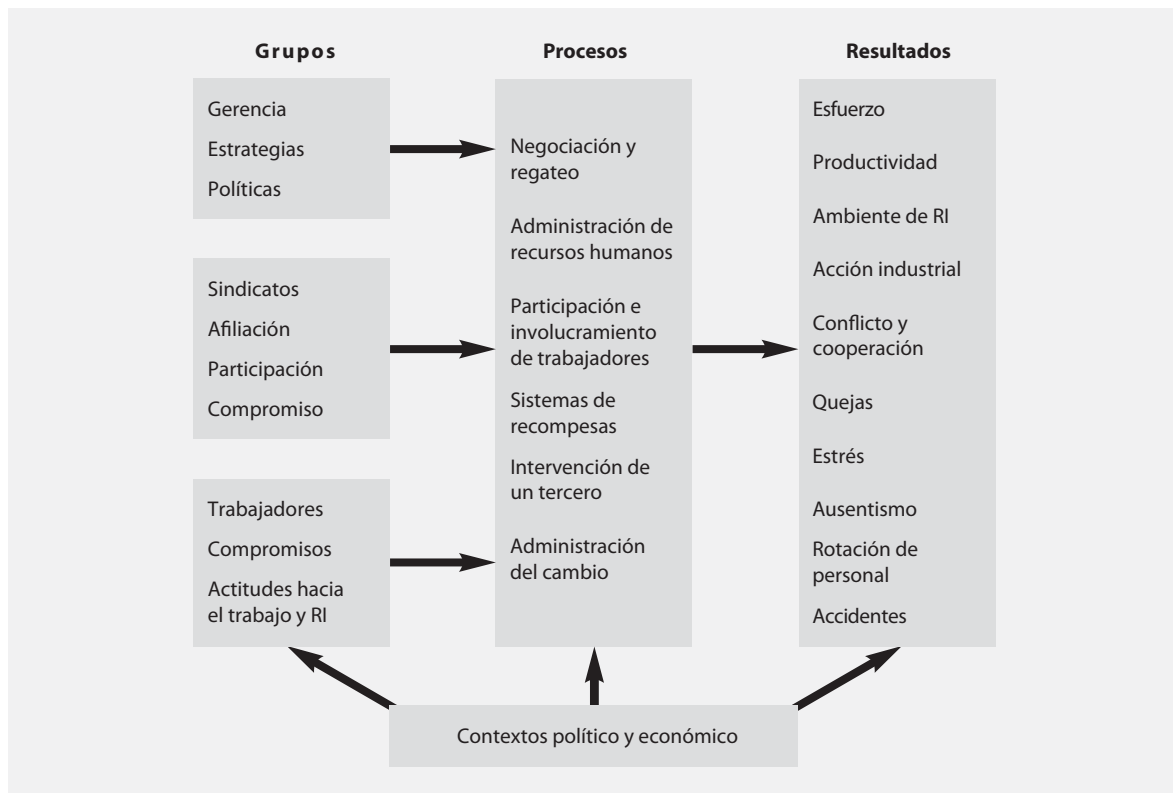 Grupos
Gerencia
Estrategias
Políticas
Sindicatos
Afiliación
Participación
Compromiso
Trabajadores
Compromisos
Actitudes hacia
el trabajo y RI
Procesos
Negociación y
regateo
Administración de
recursos humanos
Participación e
involucramiento
de trabajadores
Sistemas de
recompesas
Intervención de
un tercero
Administración
del cambio
Resultados
Esfuerzo
Productividad
Ambiente de RI
Acción industrial
Conflicto y
cooperación
Quejas
Estrés
Ausentismo
Rotación de
personal
Accidentes
Contextos político y económico